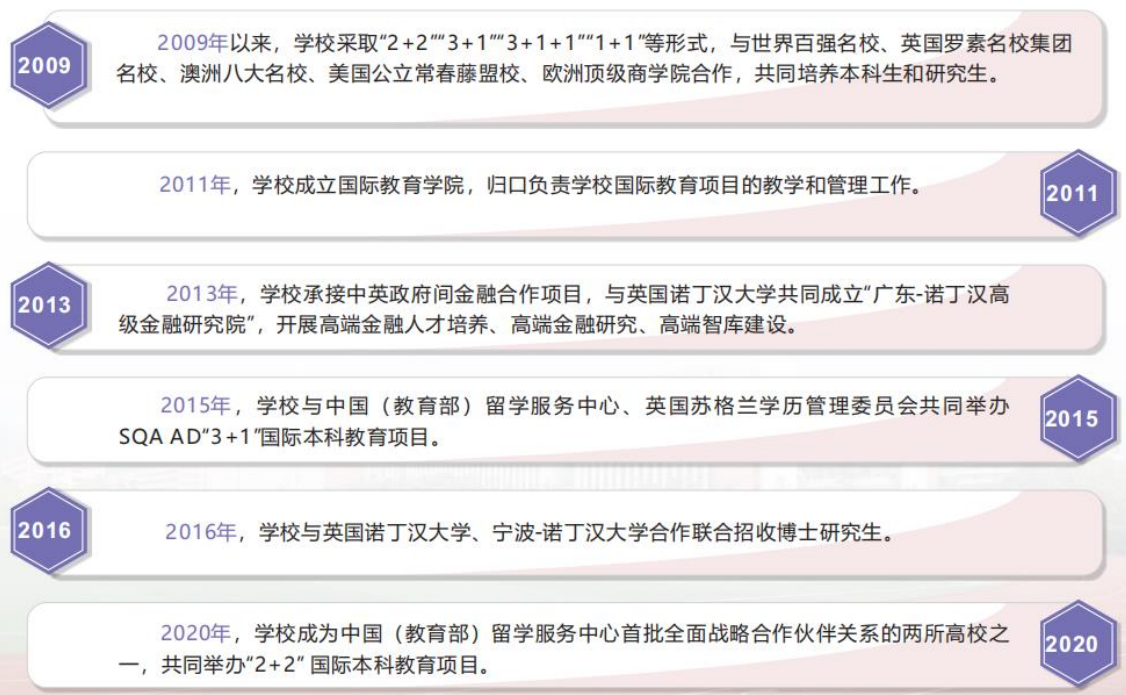 2009
2009年以来，学校采取“2+2”“3+1”“3+1+1”“1+1”等形式，与世界百强名校、英国罗素名校集团
名校、澳洲八大名校、美国公立常春藤盟校、欧洲顶级商学院合作，共同培养本科生和研究生。
2011年，学校成立国际教育学院，归口负责学校国际教育项目的教学和管理工作。
2011
2013
2013年，学校承接中英政府间金融合作项目，与英国诺丁汉大学共同成立“广东-诺丁汉高
级金融研究院”，开展高端金融人才培养、高端金融研究、高端智库建设。
2015年，学校与中国（教育部）留学服务中心、英国苏格兰学历管理委员会共同举办
SQA AD“3+1”国际本科教育项目。
2015
2016
2016年，学校与英国诺丁汉大学、宁波-诺丁汉大学合作联合招收博士研究生。
2020年，学校成为中国（教育部）留学服务中心首批全面战略合作伙伴关系的两所高校之
一，共同举办“2+2” 国际本科教育项目。
2020